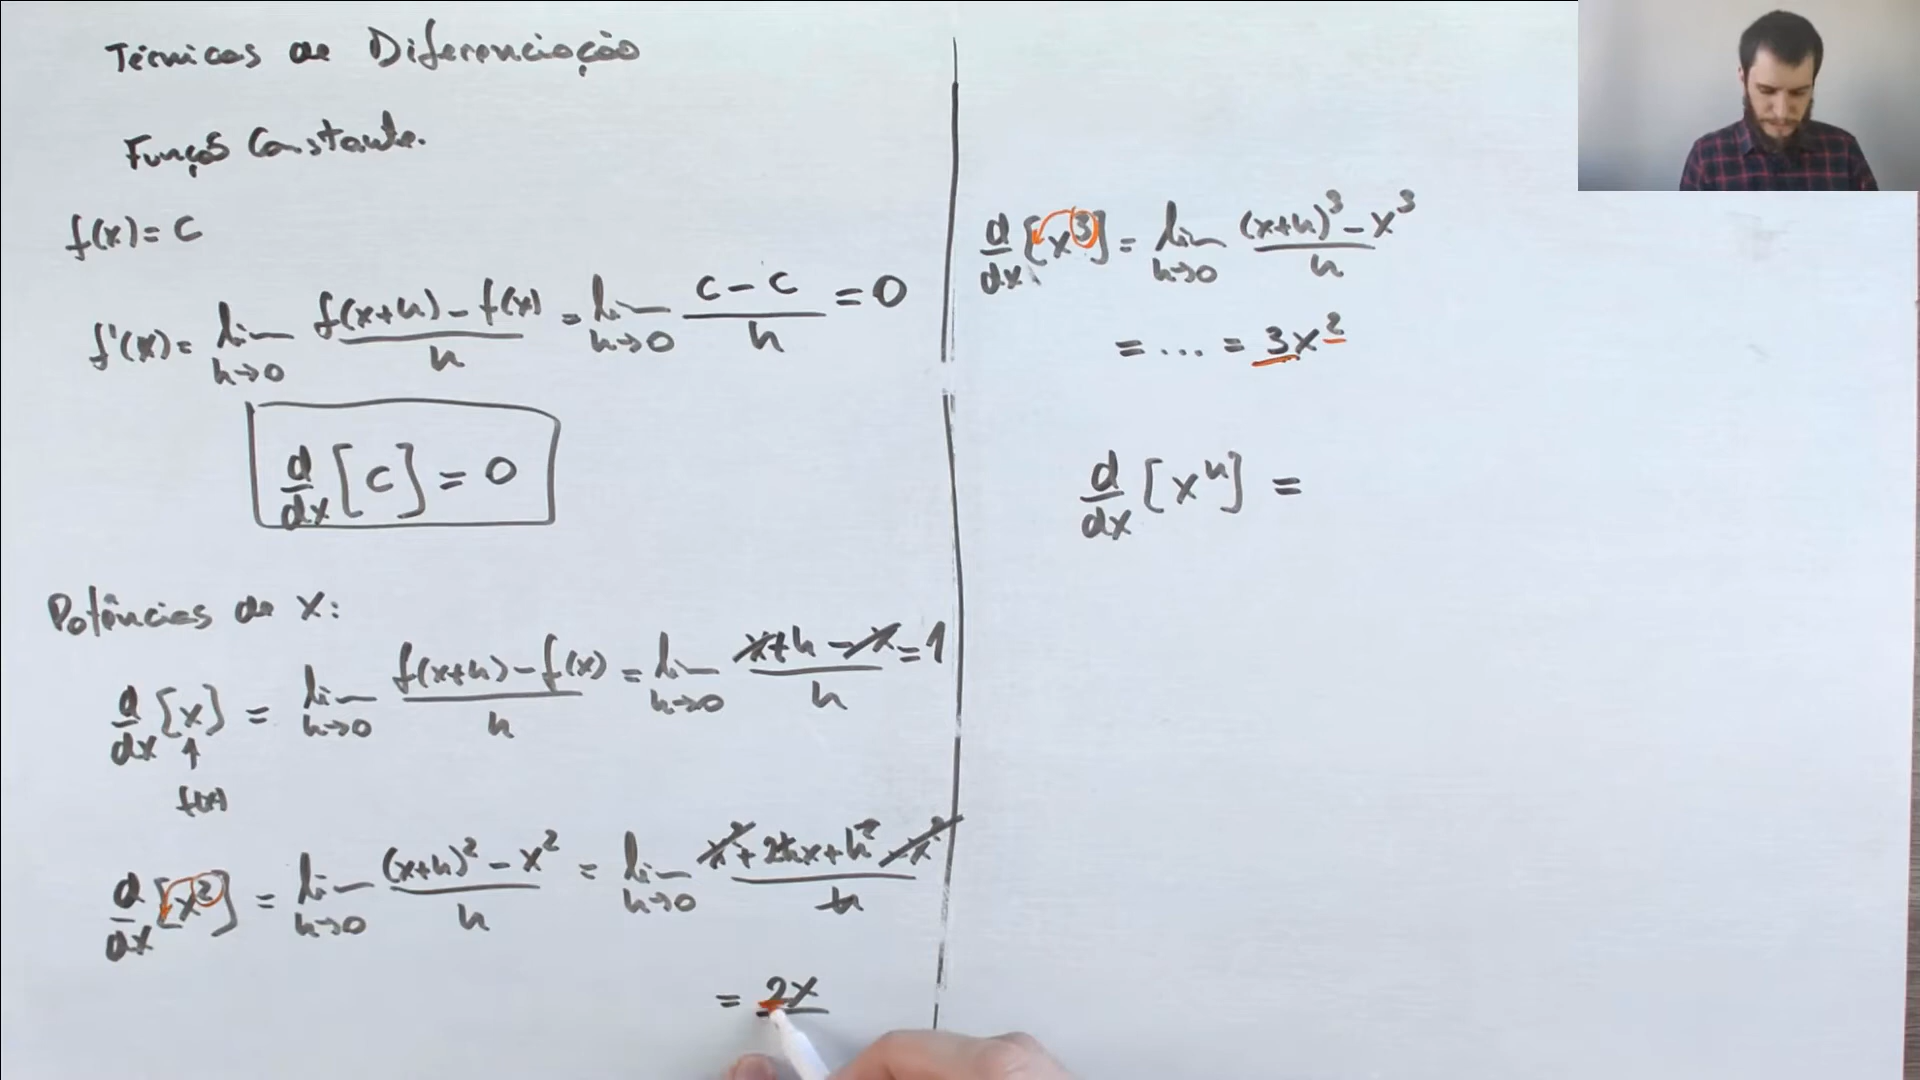 Técnicas de Diferenciação
Função Constante.
f(x) = c
f'(x) = lim h→0 (f(x+h) - f(x))/h = lim h→0 (c - c)/h = 0
d/dx [c] = 0
Potências de x:
d/dx [x] = lim h→0 (f(x+h) - f(x))/h = lim h→0 (x+h-x)/h = 1
↑
f(x)
d/dx [x²] = lim h→0 ((x+h)² - x²)/h = lim h→0 (x² + 2hx + h² - x²)/h
= 2x
d/dx [x³] = lim h→0 ((x+h)³ - x³)/h
= ... = 3x²
d/dx [xⁿ] =